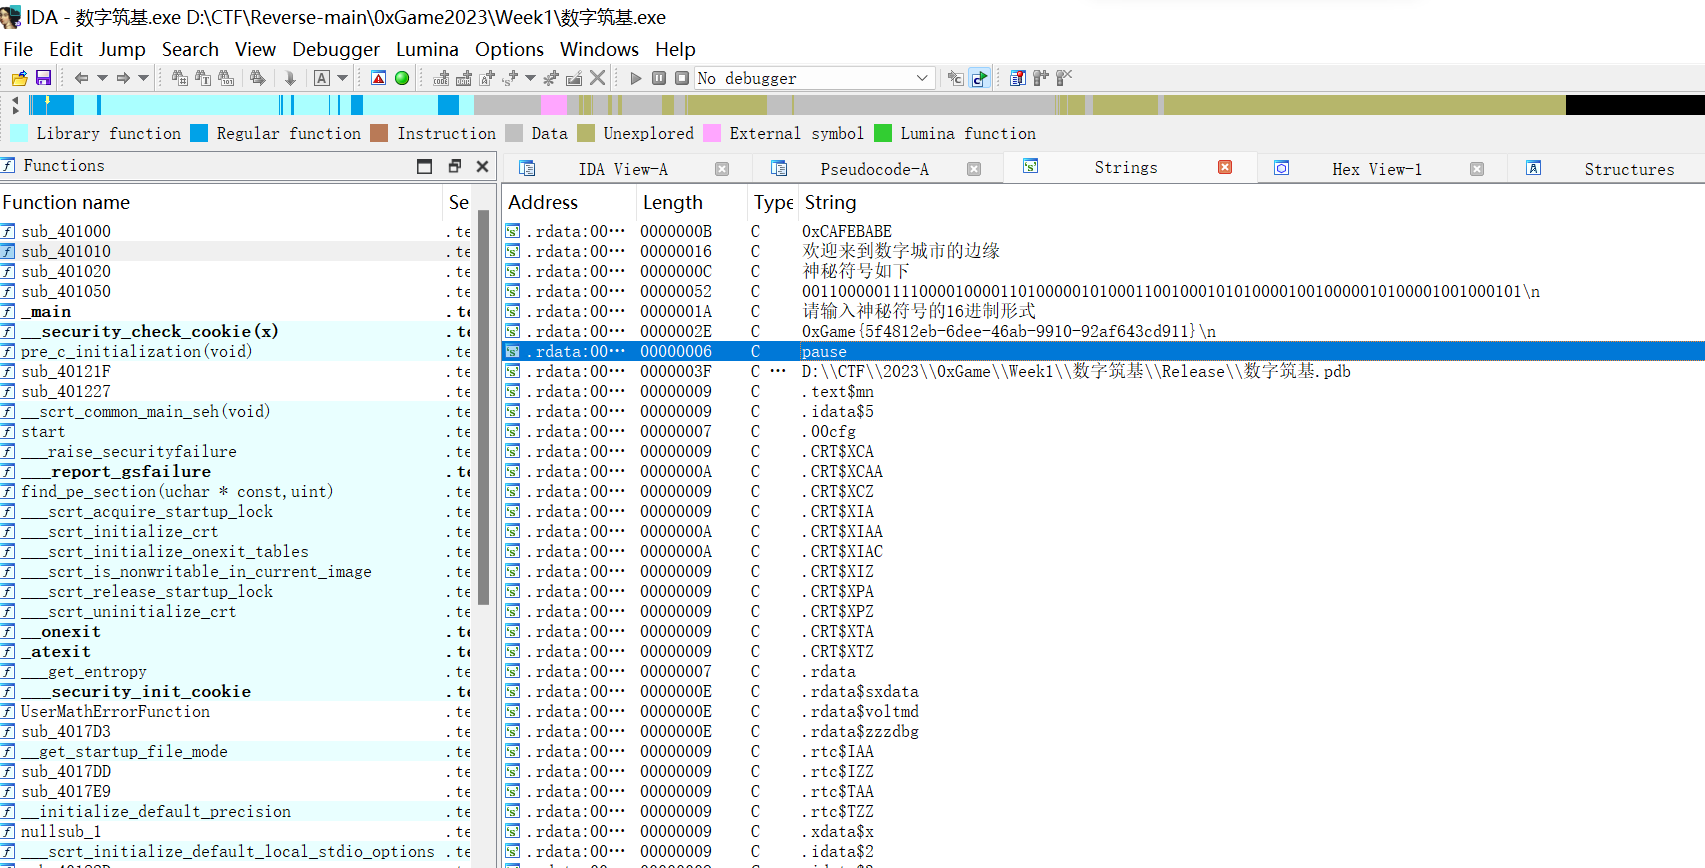 IDA - 数字筑基.exe D:\CTF\Reverse-main\0xGame2023\Week1\数字筑基.exe
File Edit Jump Search View Debugger Lumina Options Windows Help
No debugger
Library function Regular function Instruction Data Unexplored External symbol Lumina function
Functions
IDA View-A Pseudocode-A Strings Hex View-1 Structures
Function name Se
sub_401000 .te
sub_401010 .te
sub_401020 .te
sub_401050 .te
_main .te
__security_check_cookie(x) .te
pre_c_initialization(void) .te
sub_40121F .te
sub_401227 .te
__scrt_common_main_seh(void) .te
start .te
___raise_securityfailure .te
___report_gsfailure .te
find_pe_section(uchar * const,uint) .te
___scrt_acquire_startup_lock .te
___scrt_initialize_crt .te
___scrt_initialize_onexit_tables .te
___scrt_is_nonwritable_in_current_image .te
___scrt_release_startup_lock .te
___scrt_uninitialize_crt .te
__onexit .te
_atexit .te
___get_entropy .te
___security_init_cookie .te
UserMathErrorFunction .te
sub_4017D3 .te
__get_startup_file_mode .te
sub_4017DD .te
sub_4017E9 .te
__initialize_default_precision .te
nullsub_1 .te
___scrt_initialize_default_local_stdio_options .te
Address Length Type String
.rdata:00… 0000000B C 0xCAFEBABE
.rdata:00… 00000016 C 欢迎来到数字城市的边缘
.rdata:00… 0000000C C 神秘符号如下
.rdata:00… 00000052 C
.rdata:00… 0000001A C 请输入神秘符号的16进制形式
.rdata:00… 0000002E C 0xGame{5f4812eb-6dee-46ab-9910-92af643cd911}\n
.rdata:00… 00000006 C pause
.rdata:00… 0000003F C … D:\\CTF\\2023\\0xGame\\Week1\\数字筑基\\Release\\数字筑基.pdb
.rdata:00… 00000009 C .text$mn
.rdata:00… 00000009 C .idata$5
.rdata:00… 00000007 C .00cfg
.rdata:00… 00000009 C .CRT$XCA
.rdata:00… 0000000A C .CRT$XCAA
.rdata:00… 00000009 C .CRT$XCZ
.rdata:00… 00000009 C .CRT$XIA
.rdata:00… 0000000A C .CRT$XIAA
.rdata:00… 0000000A C .CRT$XIAC
.rdata:00… 00000009 C .CRT$XIZ
.rdata:00… 00000009 C .CRT$XPA
.rdata:00… 00000009 C .CRT$XPZ
.rdata:00… 00000009 C .CRT$XTA
.rdata:00… 00000009 C .CRT$XTZ
.rdata:00… 00000007 C .rdata
.rdata:00… 0000000E C .rdata$sxdata
.rdata:00… 0000000E C .rdata$voltmd
.rdata:00… 0000000E C .rdata$zzzdbg
.rdata:00… 00000009 C .rtc$IAA
.rdata:00… 00000009 C .rtc$IZZ
.rdata:00… 00000009 C .rtc$TAA
.rdata:00… 00000009 C .rtc$TZZ
.rdata:00… 00000009 C .xdata$x
.rdata:00… 00000009 C .idata$2